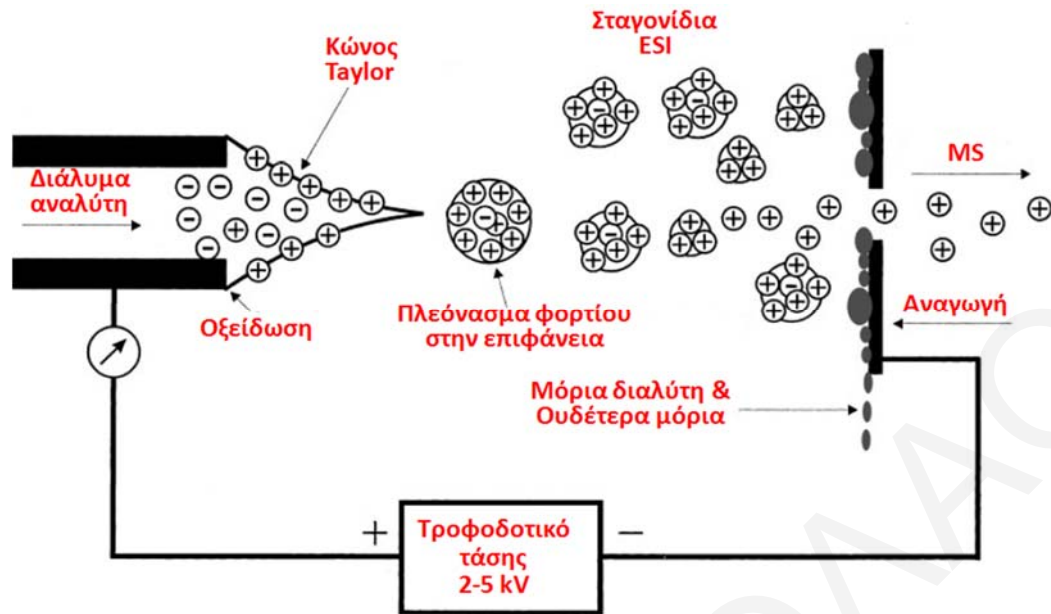 Σταγονίδια
ESI
Κώνος
Taylor
MS
Διάλυμα
αναλύτη
Οξείδωση
Πλεόνασμα φορτίου
στην επιφάνεια
Αναγωγή
Μόρια διαλύτη &
Ουδέτερα μόρια
+
−
Τροφοδοτικό
τάσης
2-5 kV